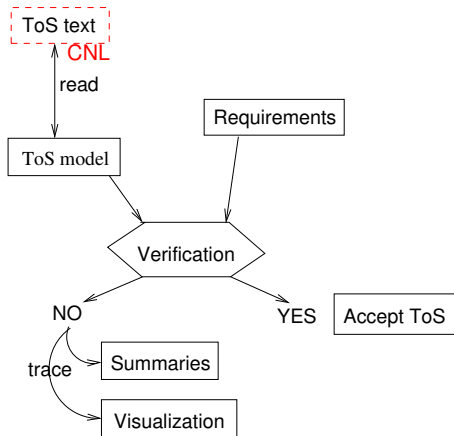 ToS text
CNL
read
Requirements
ToS model
Verification
NO
YES
Accept ToS
Summaries
trace
Visualization